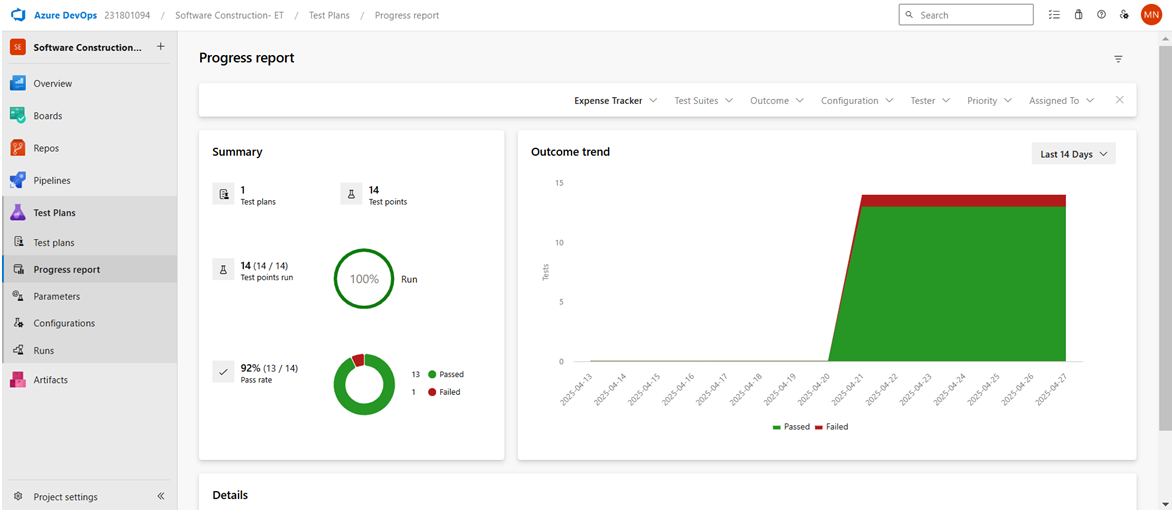 Azure DevOps 231801094 / Software Construction- ET / Test Plans / Progress report
Search
MN
SE Software Construction... +
Overview
Boards
Repos
Pipelines
Test Plans
Test plans
Progress report
Parameters
Configurations
Runs
Artifacts
Project settings
Progress report
Expense Tracker Test Suites Outcome Configuration Tester Priority Assigned To
Summary
1
Test plans
14
Test points
14 (14 / 14)
Test points run
100%
Run
92% (13 / 14)
Pass rate
13 Passed
1 Failed
Outcome trend
Last 14 Days
15
10
5
0
Tests
2025-04-13
2025-04-14
2025-04-15
2025-04-16
2025-04-17
2025-04-18
2025-04-19
2025-04-20
2025-04-21
2025-04-22
2025-04-23
2025-04-24
2025-04-25
2025-04-26
2025-04-27
Passed Failed
Details